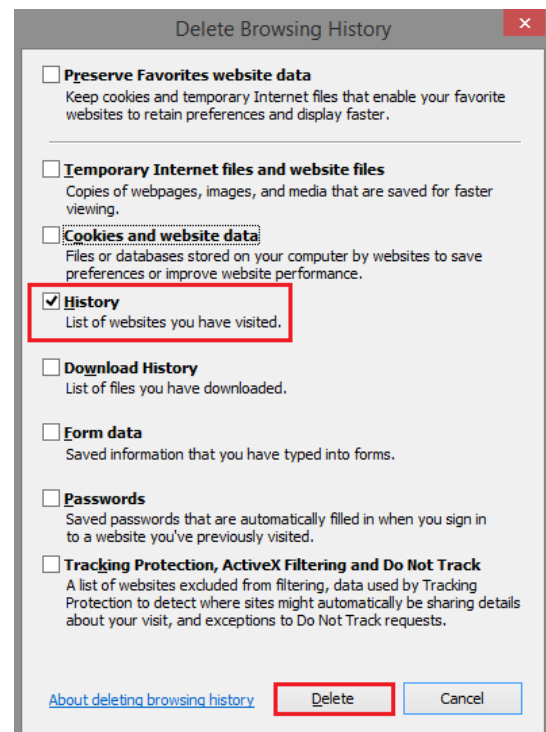 Delete Browsing History
Preserve Favorites website data
Keep cookies and temporary Internet files that enable your favorite
websites to retain preferences and display faster.
Temporary Internet files and website files
Copies of webpages, images, and media that are saved for faster
viewing.
Cookies and website data
Files or databases stored on your computer by websites to save
preferences or improve website performance.
History
List of websites you have visited.
Download History
List of files you have downloaded.
Form data
Saved information that you have typed into forms.
Passwords
Saved passwords that are automatically filled in when you sign in
to a website you've previously visited.
Tracking Protection, ActiveX Filtering and Do Not Track
A list of websites excluded from filtering, data used by Tracking
Protection to detect where sites might automatically be sharing details
about your visit, and exceptions to Do Not Track requests.
About deleting browsing history Delete Cancel